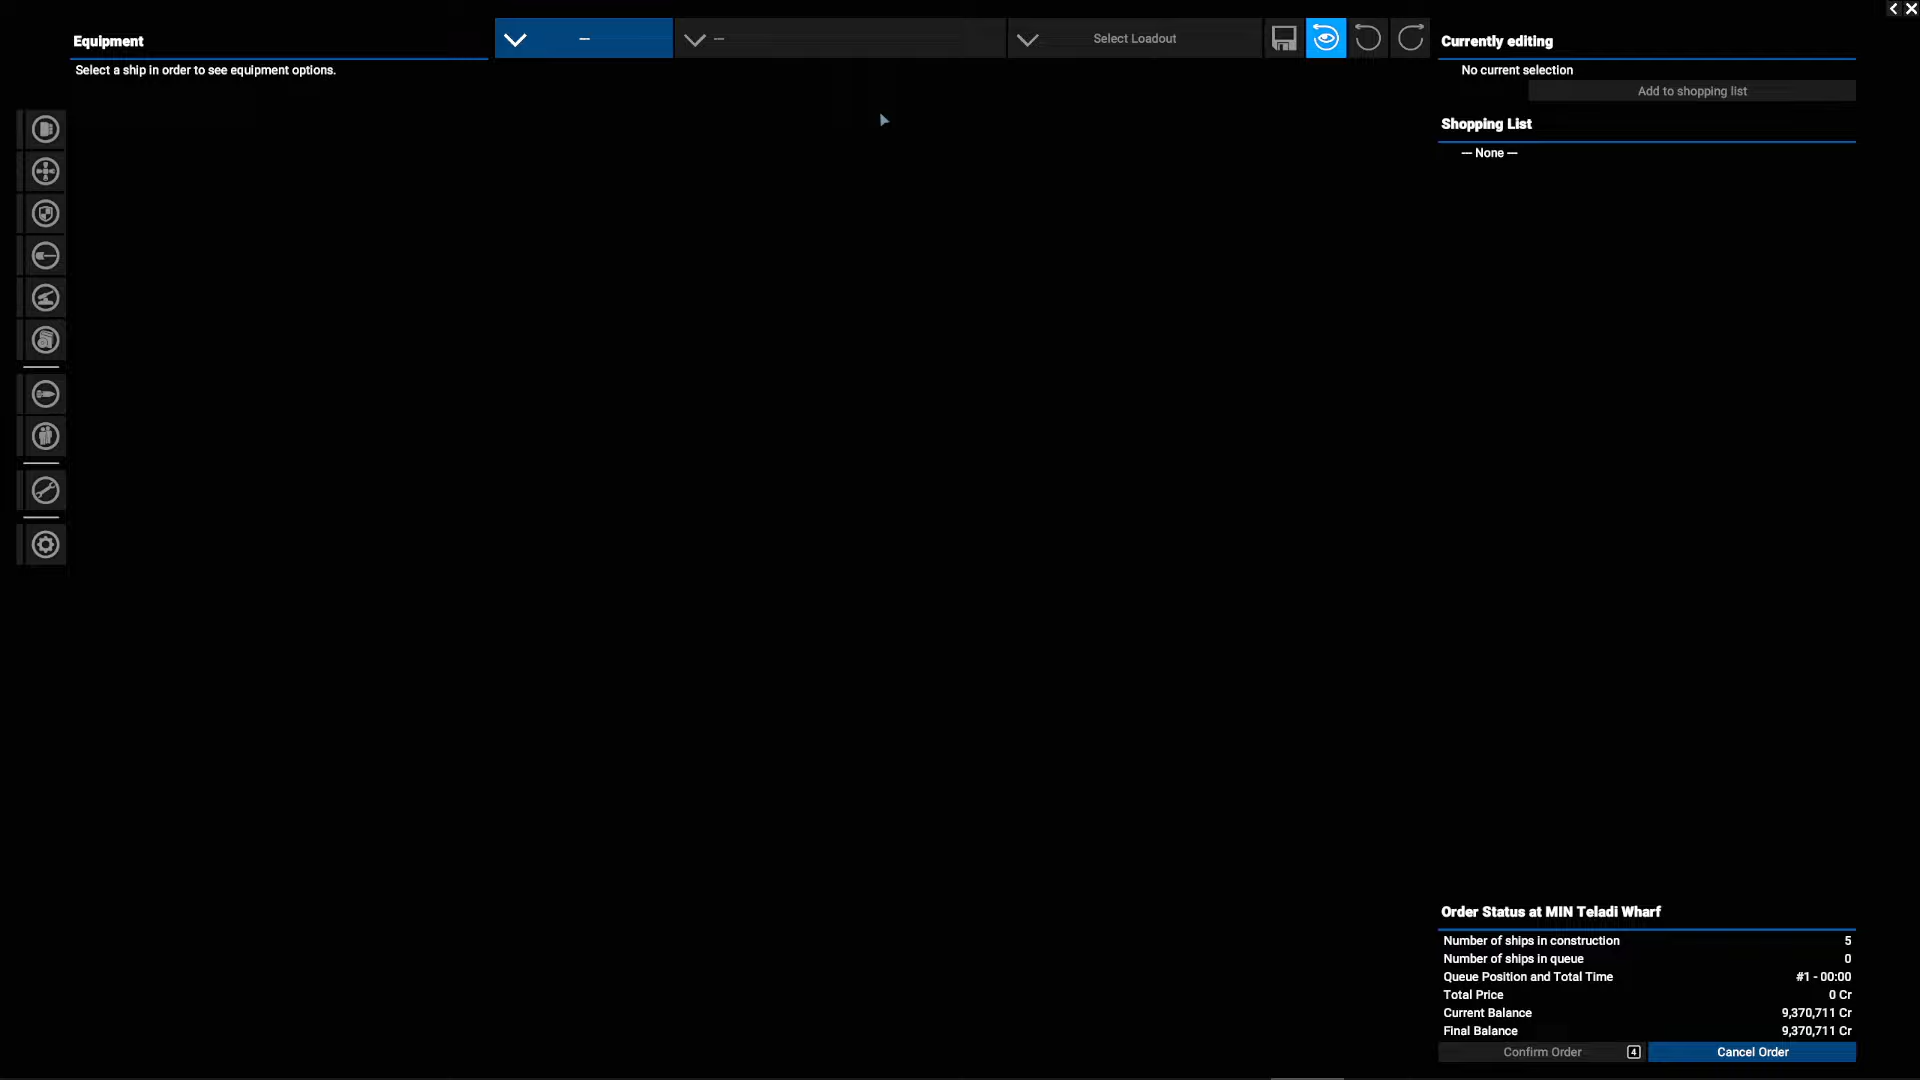 Equipment
Select a ship in order to see equipment options.
—
—
Select Loadout
Currently editing
No current selection
Add to shopping list
Shopping List
— None —
Order Status at MIN Teladi Wharf
Number of ships in construction 5
Number of ships in queue 0
Queue Position and Total Time #1 - 00:00
Total Price 0 Cr
Current Balance 9,370,711 Cr
Final Balance 9,370,711 Cr
Confirm Order 4
Cancel Order